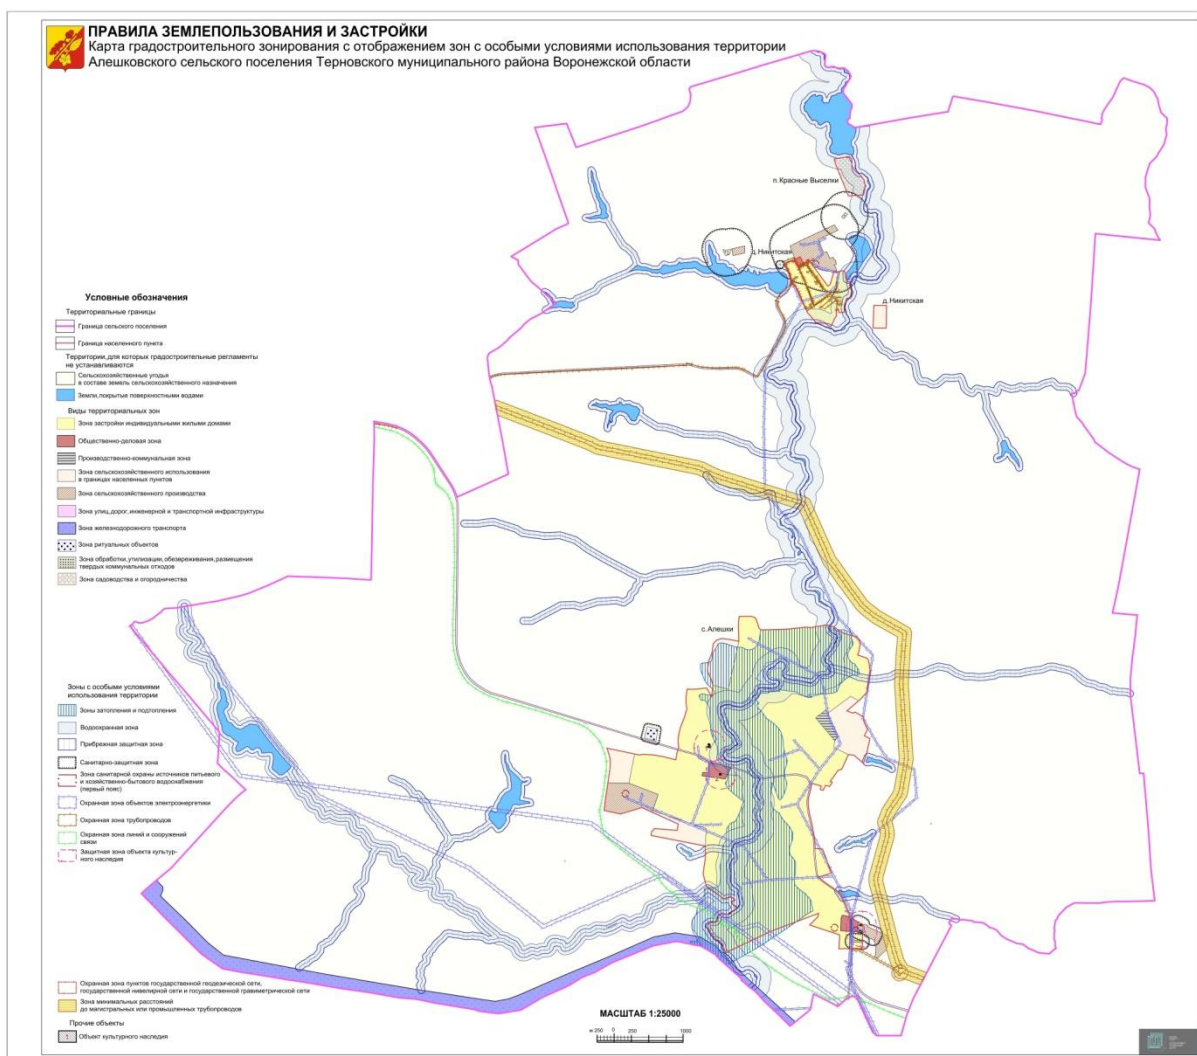 ПРАВИЛА ЗЕМЛЕПОЛЬЗОВАНИЯ И ЗАСТРОЙКИ
Карта градостроительного зонирования с отображением зон с особыми условиями использования территории
Алешковского сельского поселения Терновского муниципального района Воронежской области
п.Красные Выселки
д.Никитская
д.Никитская
с.Алешки
Условные обозначения
Территориальные границы
Граница сельского поселения
Граница населенного пункта
Территории,для которых градостроительные регламенты
не устанавливаются
Сельскохозяйственные угодья
в составе земель сельскохозяйственного назначения
Земли,покрытые поверхностными водами
Виды территориальных зон
Зона застройки индивидуальными жилыми домами
Общественно-деловая зона
Производственно-коммунальная зона
Зона сельскохозяйственного использования
в границах населенных пунктов
Зона сельскохозяйственного производства
Зона улиц,дорог,инженерной и транспортной инфраструктуры
Зона железнодорожного транспорта
Зона ритуальных объектов
Зона обработки,утилизации,обезвреживания,размещения
твердых коммунальных отходов
Зона садоводства и огородничества
Зоны с особыми условиями
использования территории
Зоны затопления и подтопления
Водоохранная зона
Прибрежная защитная зона
Санитарно-защитная зона
Зона санитарной охраны источников питьевого
и хозяйственно-бытового водоснабжения
(первый пояс)
Охранная зона объектов электроэнергетики
Охранная зона трубопроводов
Охранная зона линий и сооружений
связи
Защитная зона объекта культур-
ного наследия
Охранная зона пунктов государственной геодезической сети,
государственной нивелирной сети и государственной гравиметрической сети
Зона минимальных расстояний
до магистральных или промышленных трубопроводов
Прочие объекты
Объект культурного наследия
МАСШТАБ 1:25000
м 250 0 250 1000